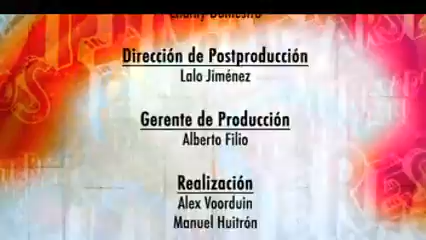 Dirección de Postproducción
Lalo Jiménez
Gerente de Producción
Alberto Filio
Realización
Alex Voorduin
Manuel Huitrón